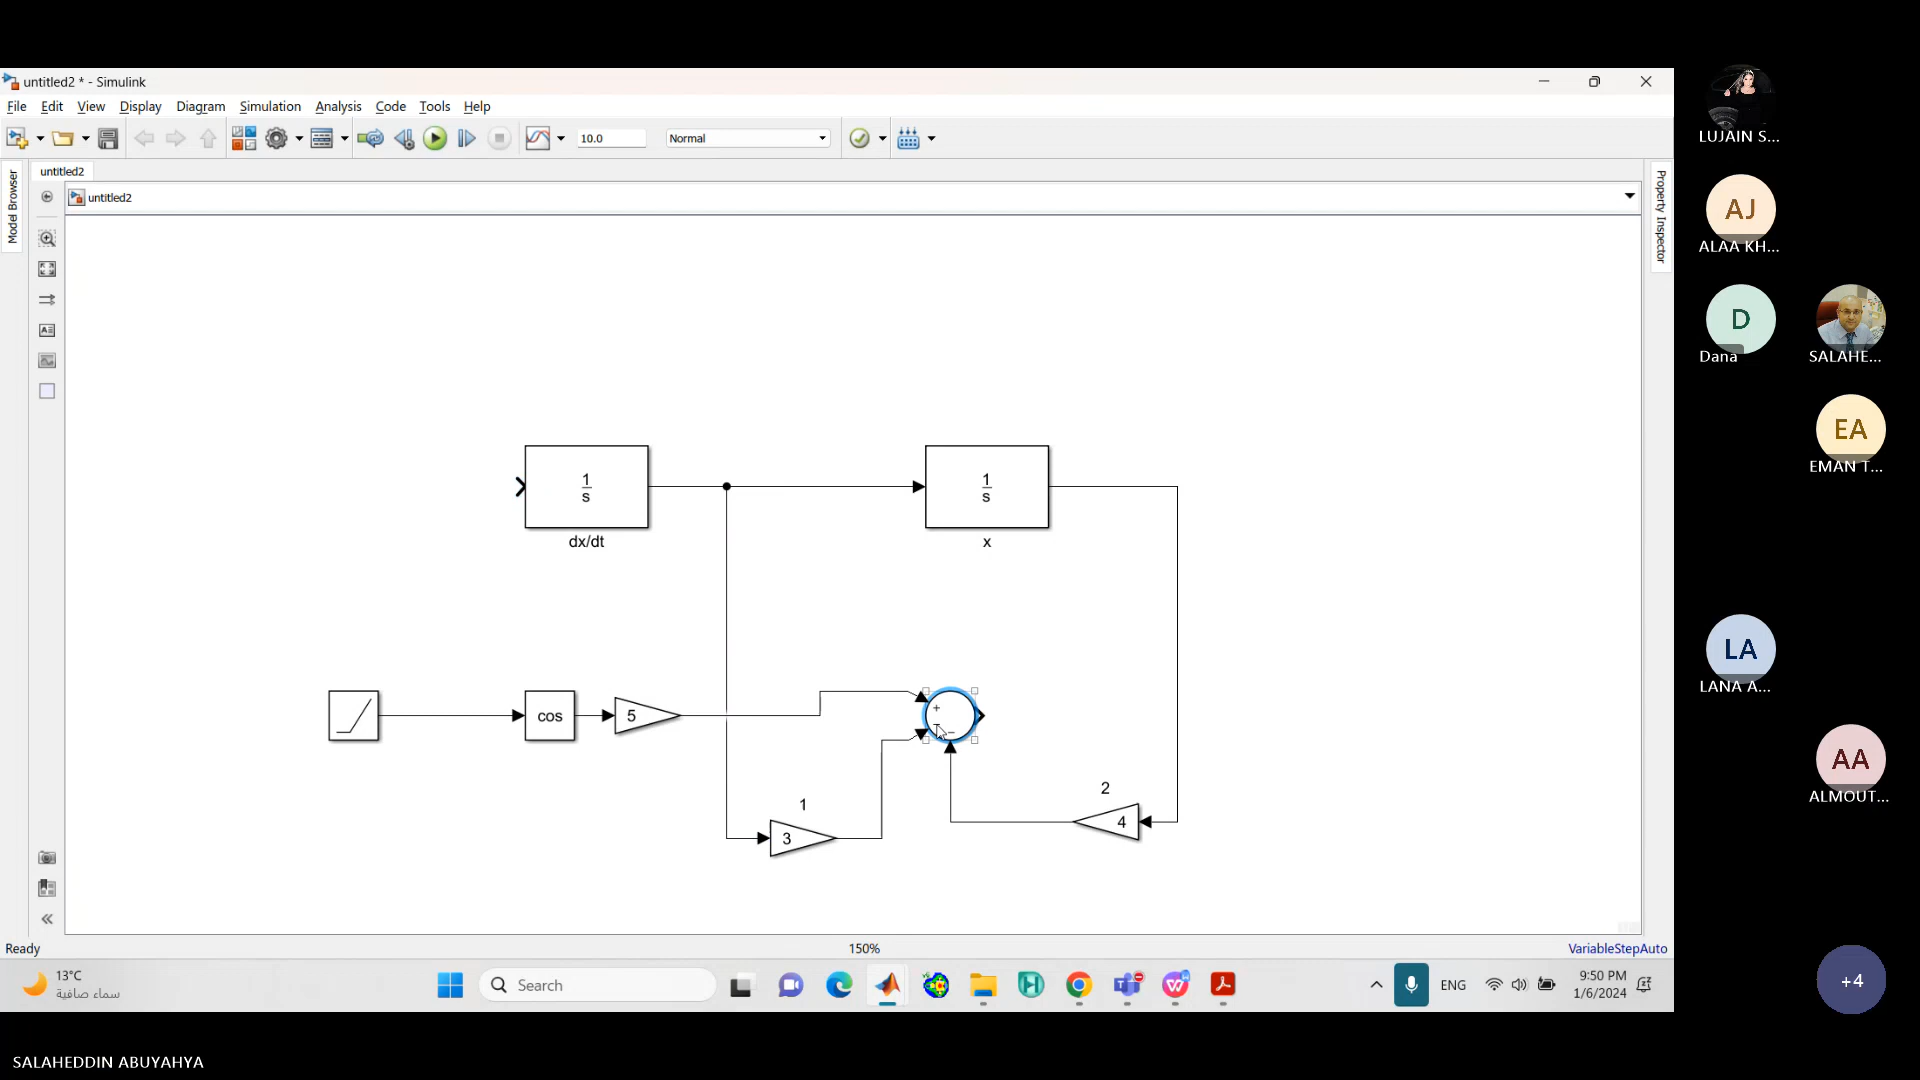 untitled2 * - Simulink
File Edit View Display Diagram Simulation Analysis Code Tools Help
10.0 Normal
untitled2
untitled2
Model Browser
Property Inspector
1
s
dx/dt
1
s
x
cos
5
+
−
−
1
3
2
4
Ready 150% VariableStepAuto
13°C
سماء صافية
Search
ENG
9:50 PM
1/6/2024
LUJAIN S...
AJ
ALAA KH...
D
Dana
SALAHE...
EA
EMAN T...
LA
LANA A...
AA
ALMOUT...
+4
SALAHEDDIN ABUYAHYA